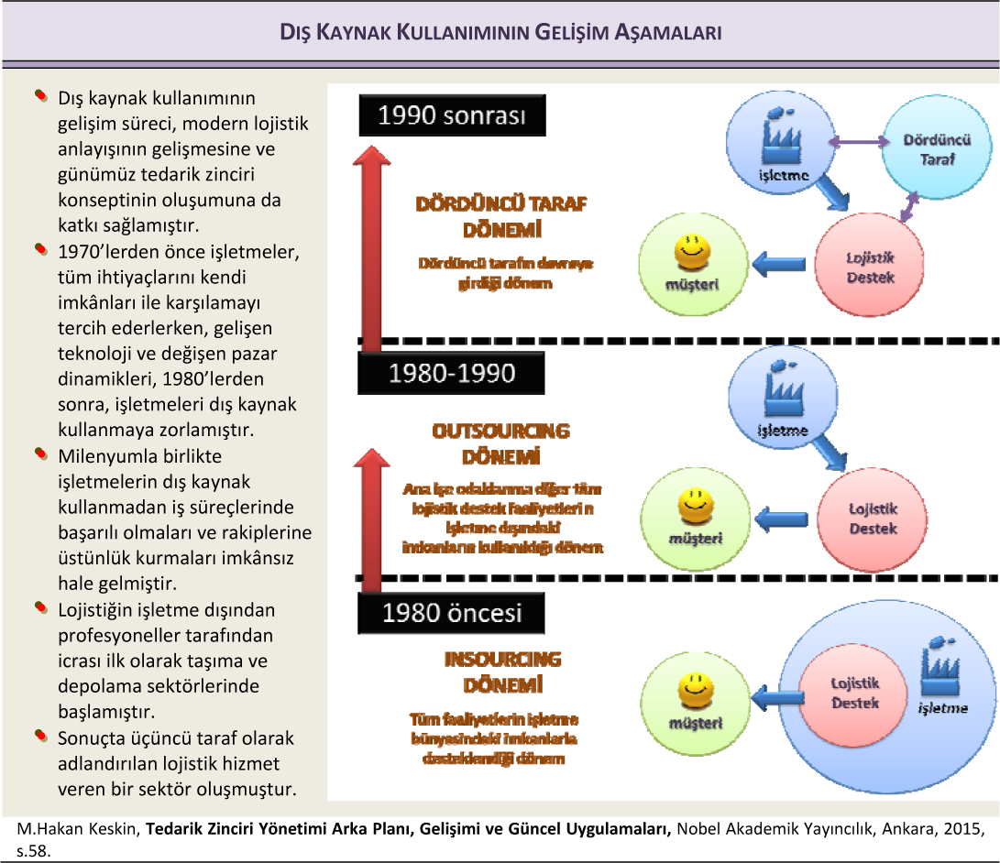 DIŞ KAYNAK KULLANIMININ GELİŞİM AŞAMALARI
Dış kaynak kullanımının
gelişim süreci, modern lojistik
anlayışının gelişmesine ve
günümüz tedarik zinciri
konseptinin oluşumuna da
katkı sağlamıştır.
1970’lerden önce işletmeler,
tüm ihtiyaçlarını kendi
imkânları ile karşılamayı
tercih ederlerken, gelişen
teknoloji ve değişen pazar
dinamikleri, 1980’lerden
sonra, işletmeleri dış kaynak
kullanmaya zorlamıştır.
Milenyumla birlikte
işletmelerin dış kaynak
kullanmadan iş süreçlerinde
başarılı olmaları ve rakiplerine
üstünlük kurmaları imkânsız
hale gelmiştir.
Lojistiğin işletme dışından
profesyoneller tarafından
icrası ilk olarak taşıma ve
depolama sektörlerinde
başlamıştır.
Sonuçta üçüncü taraf olarak
adlandırılan lojistik hizmet
veren bir sektör oluşmuştur.
1990 sonrası
DÖRDÜNCÜ TARAF
DÖNEMİ
Dördüncü tarafın devreye
girdiği dönem
işletme
Dördüncü
Taraf
müşteri
Lojistik
Destek
1980-1990
OUTSOURCING
DÖNEMİ
Ana işe odaklanma diğer tüm
lojistik destek faaliyetleri n
işletme dışındaki
imkanların kullanıldığı dönem
işletme
müşteri
Lojistik
Destek
1980 öncesi
INSOURCING
DÖNEMİ
Tüm faaliyetlerin işletme
bünyesindeki imkanlarla
desteklendiği dönem
müşteri
Lojistik
Destek
işletme
M.Hakan Keskin, Tedarik Zinciri Yönetimi Arka Planı, Gelişimi ve Güncel Uygulamaları, Nobel Akademik Yayıncılık, Ankara, 2015,
s.58.